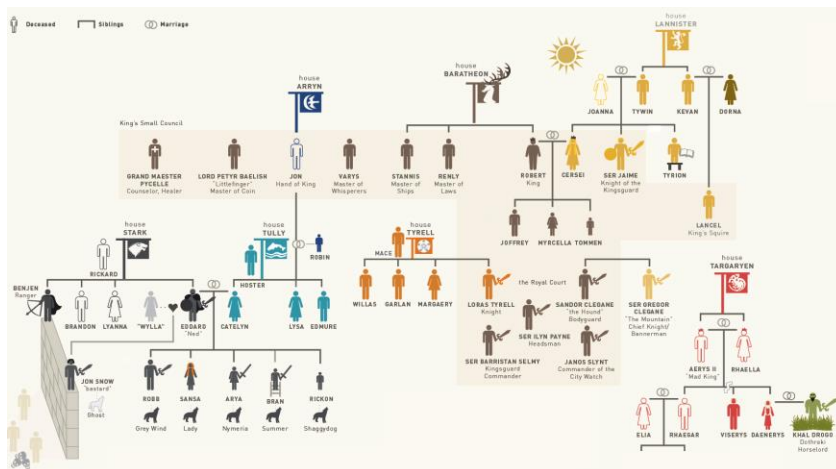 Deceased
Siblings
Marriage
house
LANNISTER
JOANNA
TYWIN
KEVAN
DORNA
house
BARATHEON
house
ARRYN
King's Small Council
GRAND MAESTER
PYCELLE
Counselor, Healer
LORD PETYR BAELISH
"Littlefinger"
Master of Coin
JON
Hand of King
VARYS
Master of
Whisperers
STANNIS
Master of
Ships
RENLY
Master of
Laws
ROBERT
King
CERSEI
SER JAIME
Knight of the
Kingsguard
TYRION
LANCEL
King's Squire
JOFFREY
MYRCELLA
TOMMEN
house
STARK
RICKARD
house
TULLY
HOSTER
ROBIN
house
TYRELL
MACE
BENJEN
Ranger
BRANDON
LYANNA
"WYLLA"
EDDARD
"Ned"
CATELYN
LYSA
EDMURE
WILLAS
GARLAN
MARGAERY
LORAS TYRELL
Knight
the Royal Court
SANDOR CLEGANE
"the Hound"
Bodyguard
SER GREGOR
CLEGANE
"The Mountain"
Chief Knight/
Bannerman
SER ILYN PAYNE
Headsman
SER BARRISTAN SELMY
Kingsguard
Commander
JANOS SLYNT
Commander of
the City Watch
house
TARGARYEN
AERYS II
"Mad King"
RHAELLA
JON SNOW
"bastard"
Ghost
ROBB
SANSA
ARYA
BRAN
RICKON
Grey Wind
Lady
Nymeria
Summer
Shaggydog
ELIA
RHAEGAR
VISERYS
DAENERYS
KHAL DROGO
Dothraki
Horselord